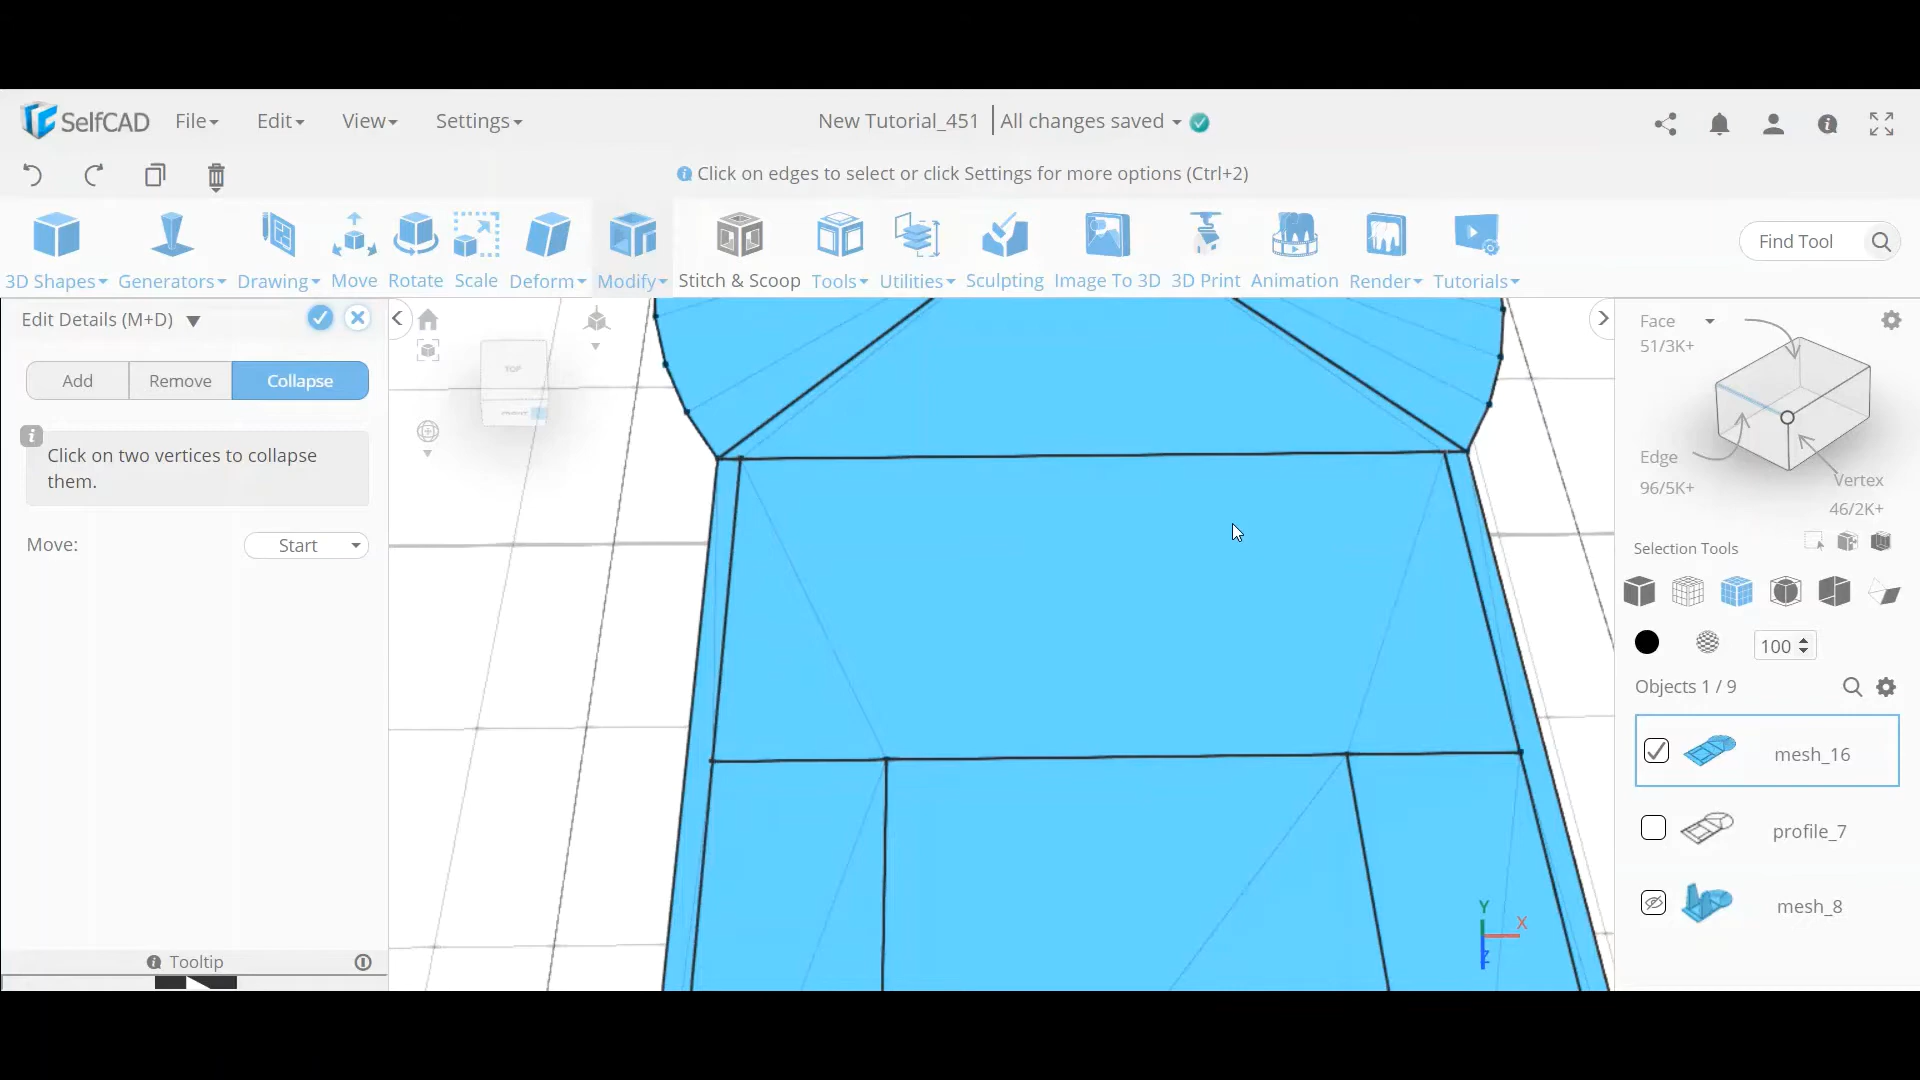 SelfCAD File Edit View Settings New Tutorial_451 All changes saved
Click on edges to select or click Settings for more options (Ctrl+2)
3D Shapes Generators Drawing Move Rotate Scale Deform Modify Stitch & Scoop Tools Utilities Sculpting Image To 3D 3D Print Animation Render Tutorials Find Tool
Edit Details (M+D)
Add Remove Collapse
Click on two vertices to collapse
them.
Move: Start
Tooltip
TOP
FRONT
Y
X
Z
Face
51/3K+
Edge
96/5K+
Vertex
46/2K+
Selection Tools
100
Objects 1 / 9
mesh_16
profile_7
mesh_8